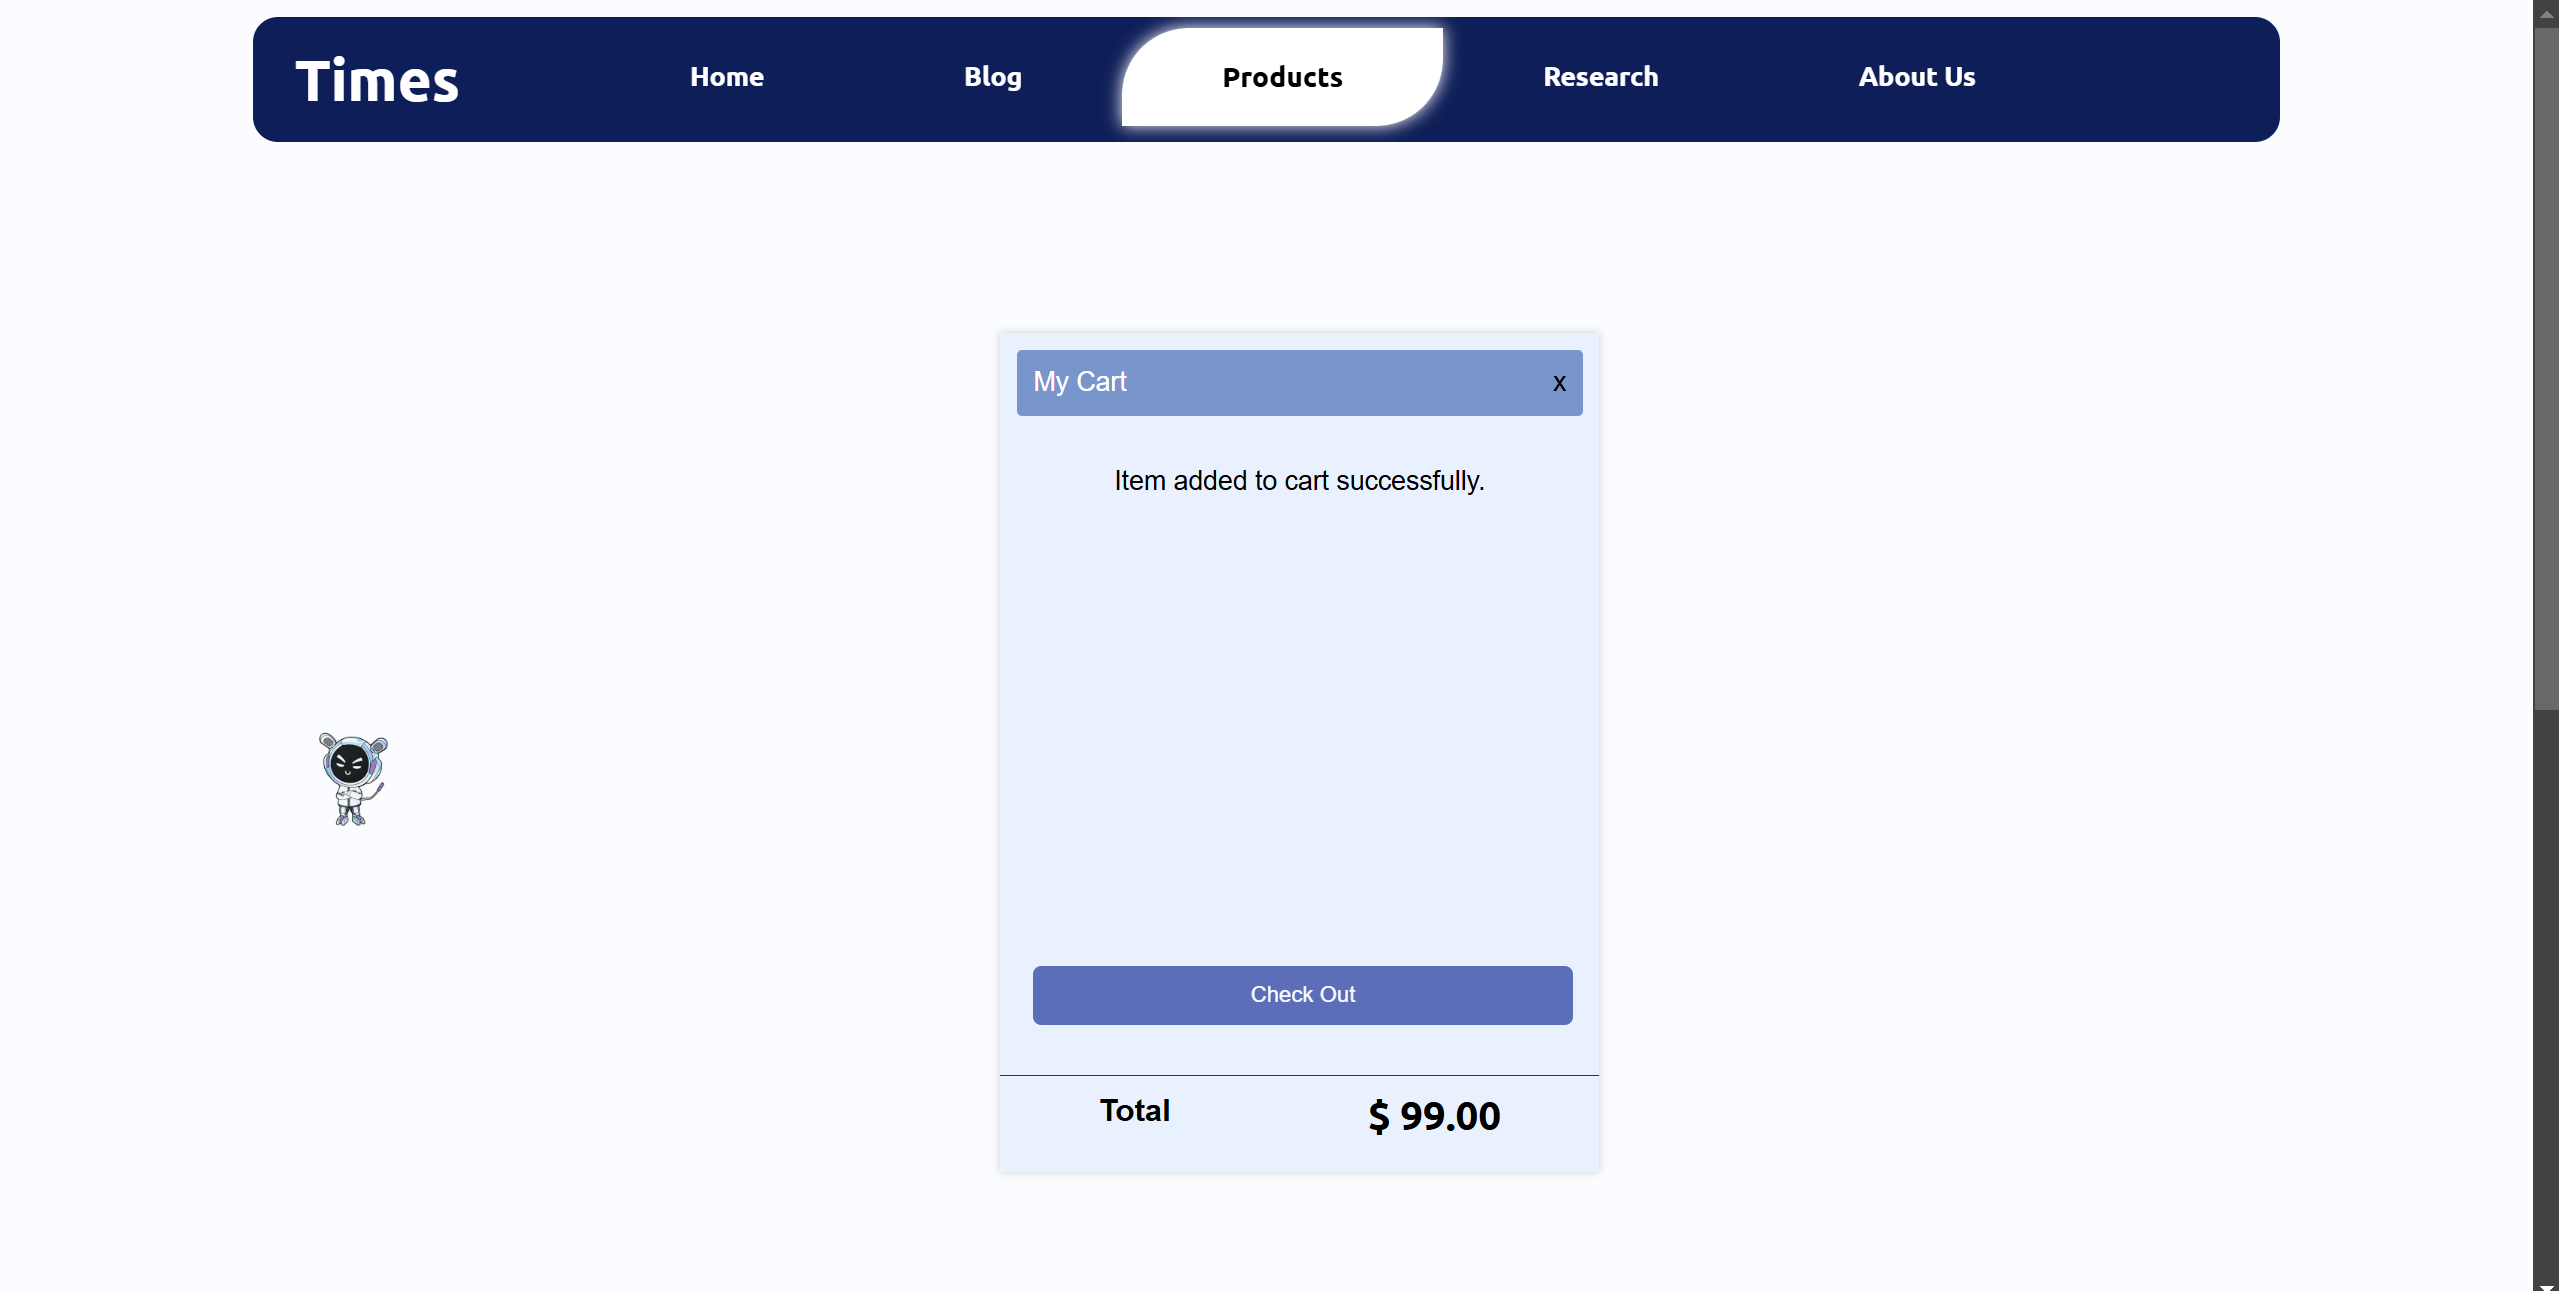 Times Home Blog Products Research About Us
My Cart x
Item added to cart successfully.
Check Out
Total $ 99.00